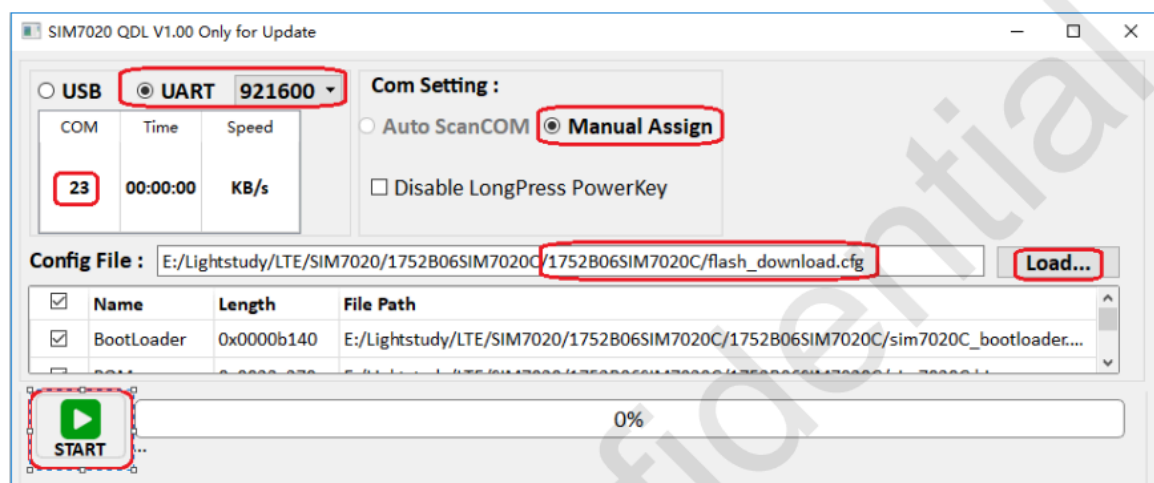 SIM7020 QDL V1.00 Only for Update
USB UART 921600
COM Time Speed
23 00:00:00 KB/s
Com Setting :
Auto ScanCOM Manual Assign
Disable LongPress PowerKey
Config File : E:/Lightstudy/LTE/SIM7020/1752B06SIM7020C/1752B06SIM7020C/flash_download.cfg Load...
Name Length File Path
BootLoader 0x0000b140 E:/Lightstudy/LTE/SIM7020/1752B06SIM7020C/1752B06SIM7020C/sim7020C_bootloader....
0%
START
...
fidential